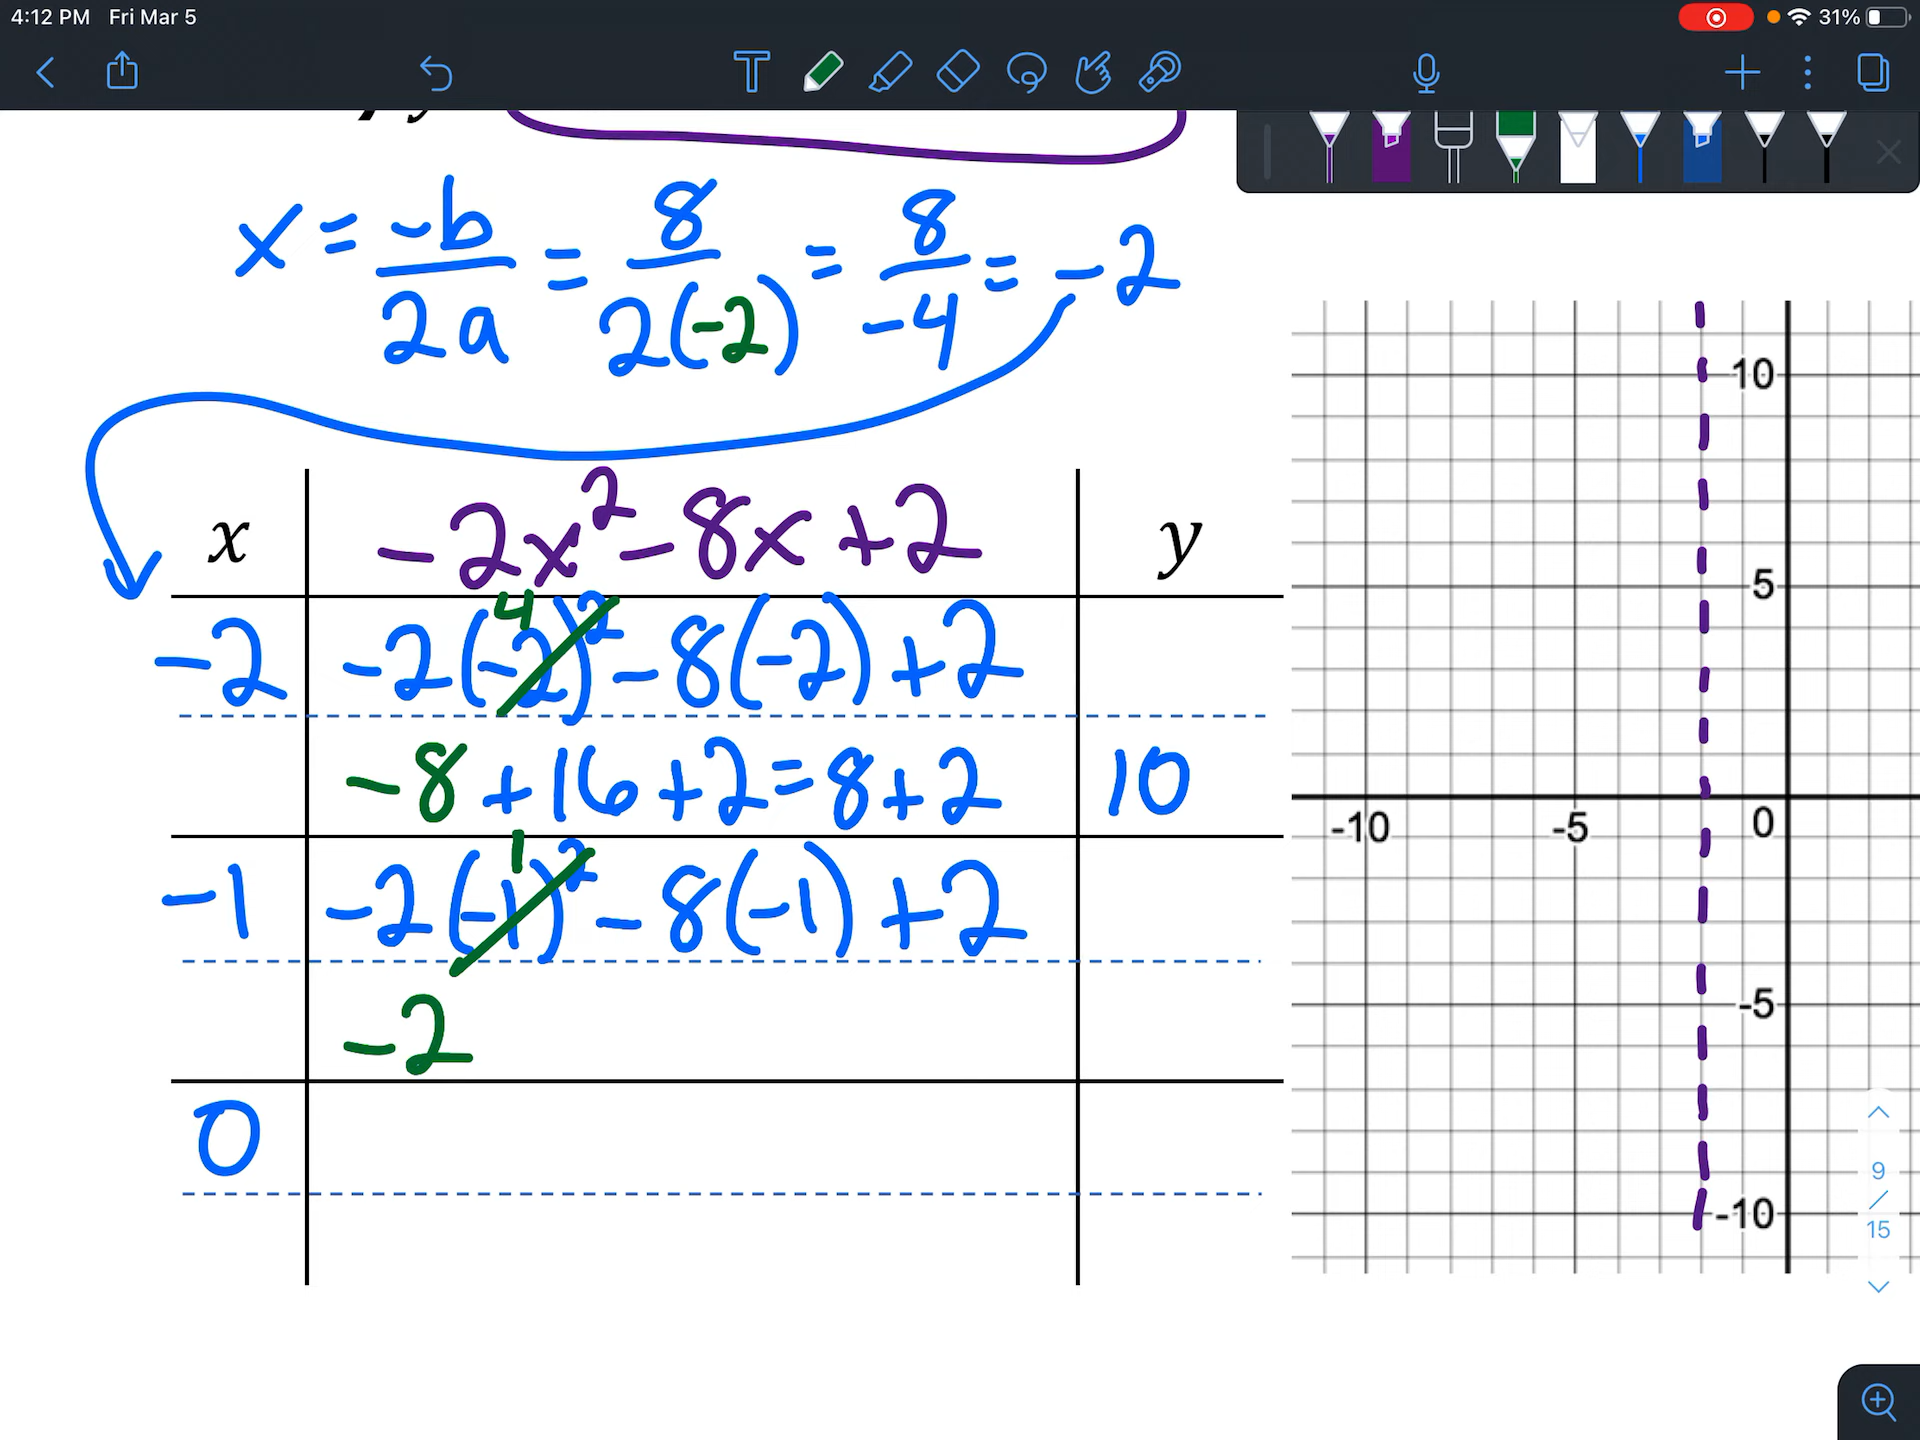 4:12 PM Fri Mar 5 31%
x = -b/2a = 8/2(-2) = 8/-4 = -2
x -2x² -8x +2 y
4
-2 -2(-2)² -8(-2) +2
-8 +16 +2 = 8+2 10
1
-1 -2(-1)² -8(-1) +2
-2
0
10
5
-10 -5 0
-5
-10
9
/
15